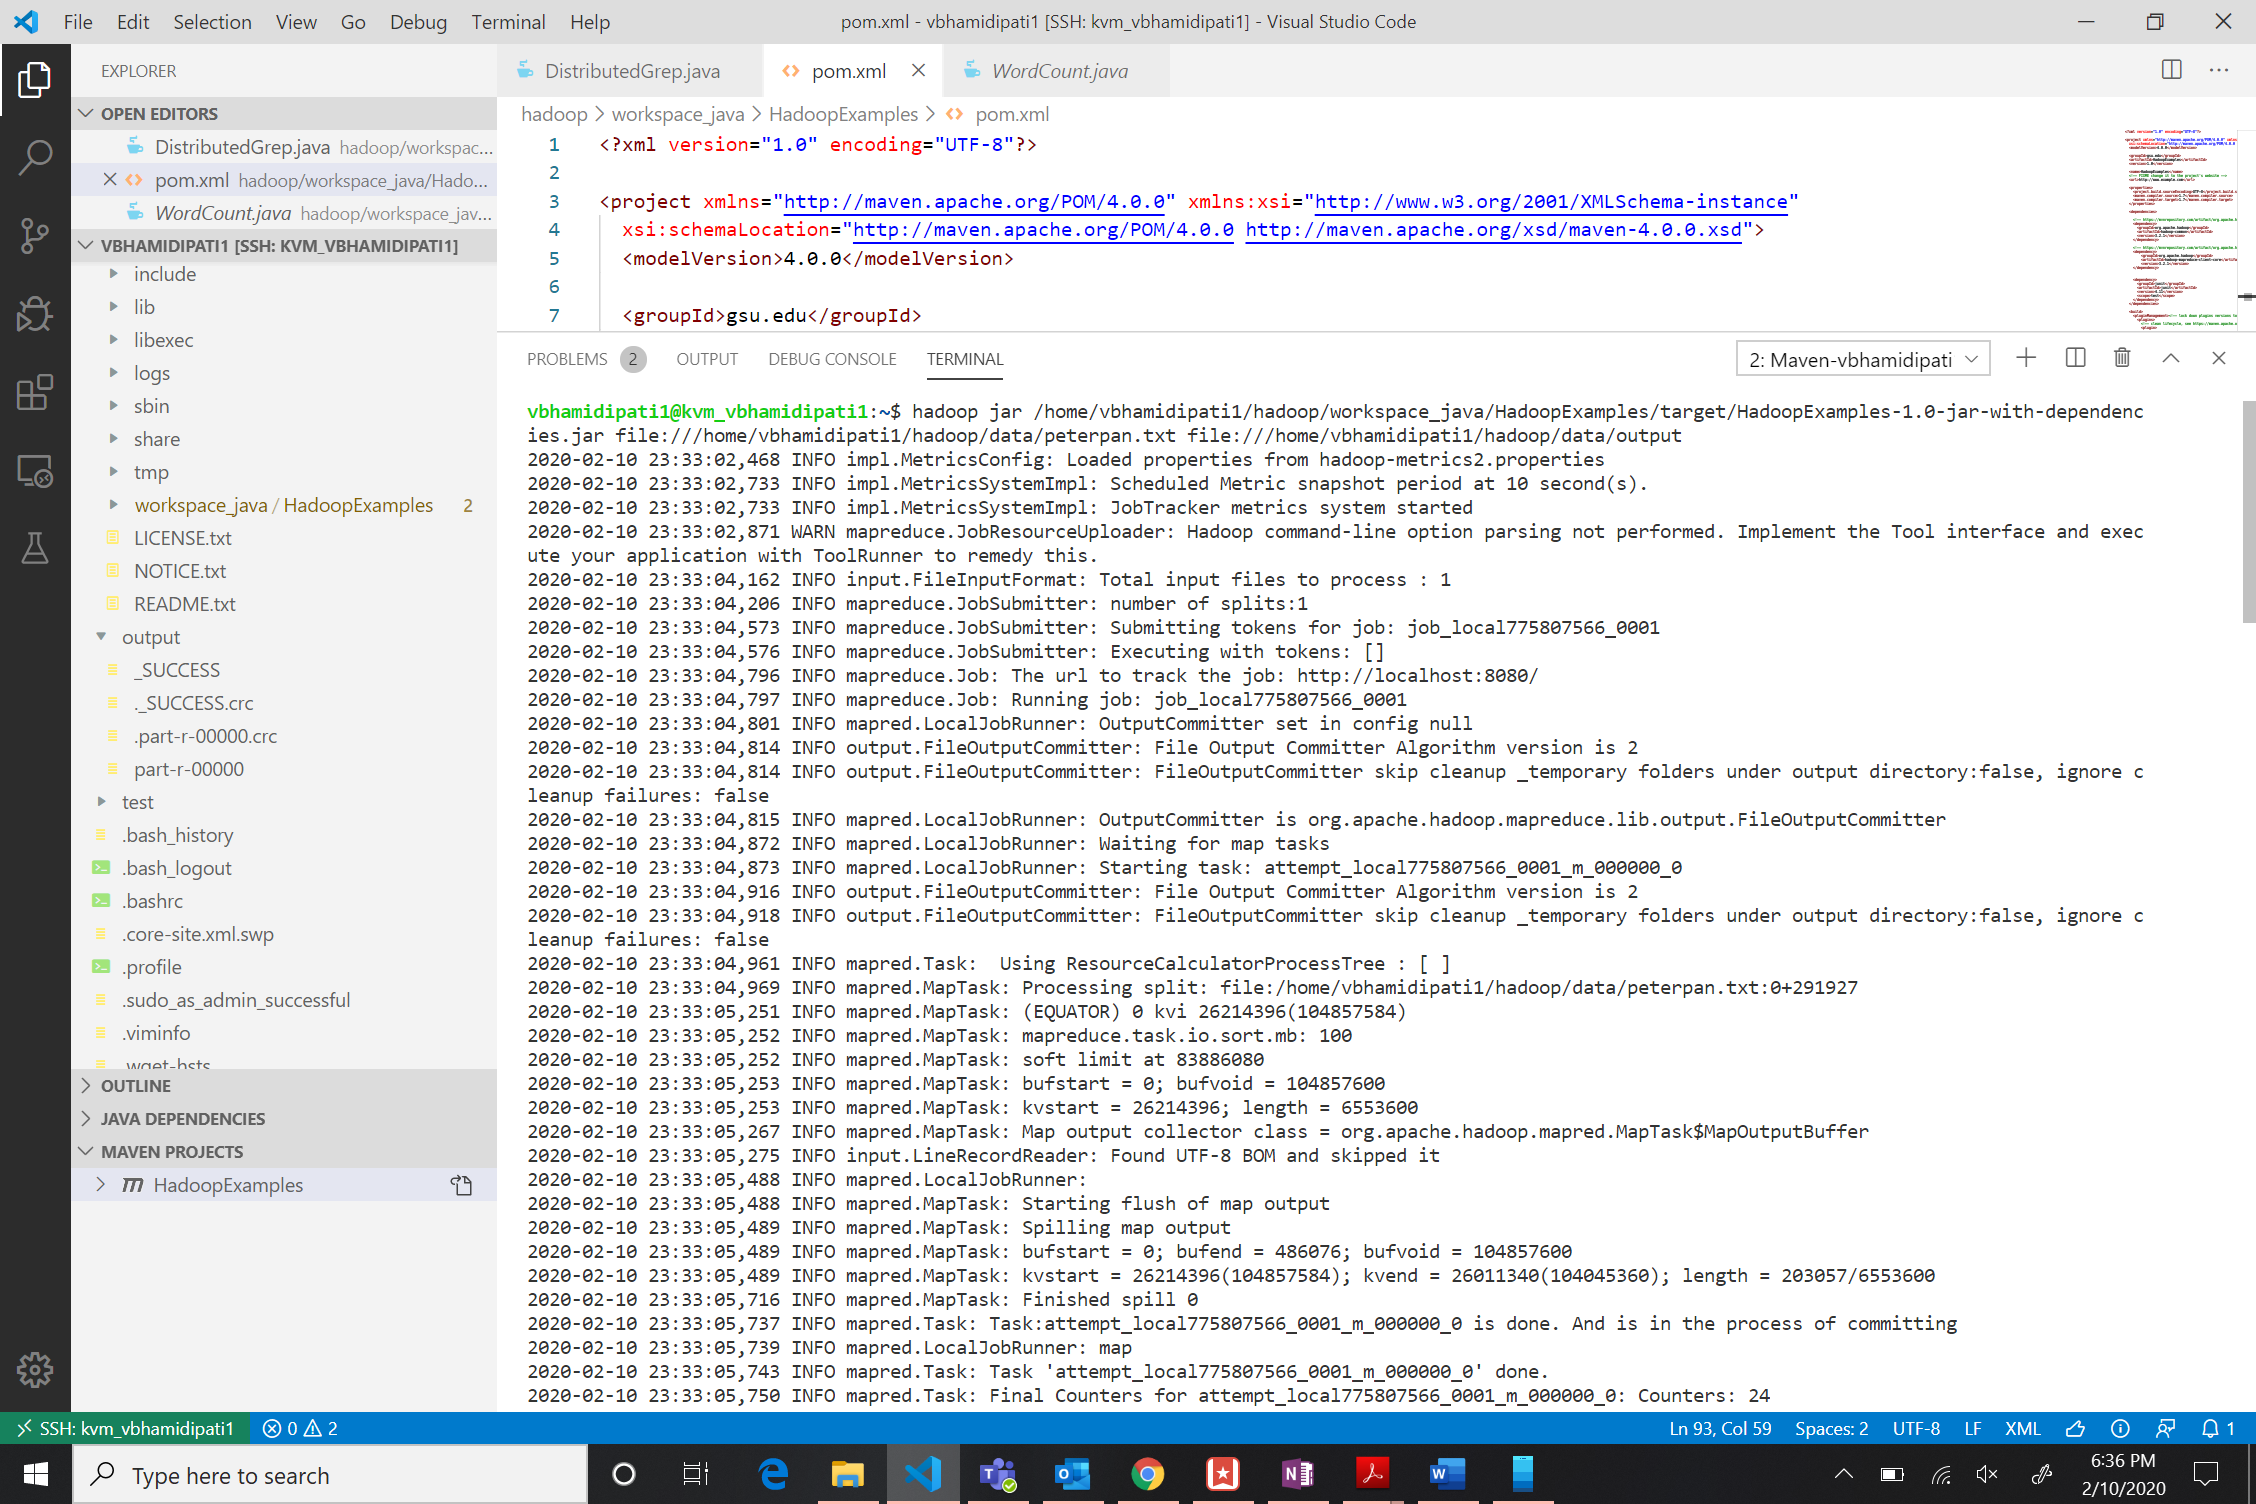 File Edit Selection View Go Debug Terminal Help
pom.xml - vbhamidipati1 [SSH: kvm_vbhamidipati1] - Visual Studio Code
EXPLORER
OPEN EDITORS
DistributedGrep.java hadoop/workspac...
pom.xml hadoop/workspace_java/Hado...
WordCount.java hadoop/workspace_jav...
VBHAMIDIPATI1 [SSH: KVM_VBHAMIDIPATI1]
include
lib
libexec
logs
sbin
share
tmp
workspace_java / HadoopExamples 2
LICENSE.txt
NOTICE.txt
README.txt
output
_SUCCESS
._SUCCESS.crc
.part-r-00000.crc
part-r-00000
test
.bash_history
.bash_logout
.bashrc
.core-site.xml.swp
.profile
.sudo_as_admin_successful
.viminfo
.wget-hsts
OUTLINE
JAVA DEPENDENCIES
MAVEN PROJECTS
HadoopExamples
DistributedGrep.java pom.xml WordCount.java
hadoop > workspace_java > HadoopExamples > pom.xml
1 <?xml version="1.0" encoding="UTF-8"?>
2
3 <project xmlns="http://maven.apache.org/POM/4.0.0" xmlns:xsi="http://www.w3.org/2001/XMLSchema-instance"
4 xsi:schemaLocation="http://maven.apache.org/POM/4.0.0 http://maven.apache.org/xsd/maven-4.0.0.xsd">
5 <modelVersion>4.0.0</modelVersion>
6
7 <groupId>gsu.edu</groupId>
PROBLEMS 2 OUTPUT DEBUG CONSOLE TERMINAL 2: Maven-vbhamidipati
vbhamidipati1@kvm_vbhamidipati1:~$ hadoop jar /home/vbhamidipati1/hadoop/workspace_java/HadoopExamples/target/HadoopExamples-1.0-jar-with-dependenc
ies.jar file:///home/vbhamidipati1/hadoop/data/peterpan.txt file:///home/vbhamidipati1/hadoop/data/output
2020-02-10 23:33:02,468 INFO impl.MetricsConfig: Loaded properties from hadoop-metrics2.properties
2020-02-10 23:33:02,733 INFO impl.MetricsSystemImpl: Scheduled Metric snapshot period at 10 second(s).
2020-02-10 23:33:02,733 INFO impl.MetricsSystemImpl: JobTracker metrics system started
2020-02-10 23:33:02,871 WARN mapreduce.JobResourceUploader: Hadoop command-line option parsing not performed. Implement the Tool interface and exec
ute your application with ToolRunner to remedy this.
2020-02-10 23:33:04,162 INFO input.FileInputFormat: Total input files to process : 1
2020-02-10 23:33:04,206 INFO mapreduce.JobSubmitter: number of splits:1
2020-02-10 23:33:04,573 INFO mapreduce.JobSubmitter: Submitting tokens for job: job_local775807566_0001
2020-02-10 23:33:04,576 INFO mapreduce.JobSubmitter: Executing with tokens: []
2020-02-10 23:33:04,796 INFO mapreduce.Job: The url to track the job: http://localhost:8080/
2020-02-10 23:33:04,797 INFO mapreduce.Job: Running job: job_local775807566_0001
2020-02-10 23:33:04,801 INFO mapred.LocalJobRunner: OutputCommitter set in config null
2020-02-10 23:33:04,814 INFO output.FileOutputCommitter: File Output Committer Algorithm version is 2
2020-02-10 23:33:04,814 INFO output.FileOutputCommitter: FileOutputCommitter skip cleanup _temporary folders under output directory:false, ignore c
leanup failures: false
2020-02-10 23:33:04,815 INFO mapred.LocalJobRunner: OutputCommitter is org.apache.hadoop.mapreduce.lib.output.FileOutputCommitter
2020-02-10 23:33:04,872 INFO mapred.LocalJobRunner: Waiting for map tasks
2020-02-10 23:33:04,873 INFO mapred.LocalJobRunner: Starting task: attempt_local775807566_0001_m_000000_0
2020-02-10 23:33:04,916 INFO output.FileOutputCommitter: File Output Committer Algorithm version is 2
2020-02-10 23:33:04,918 INFO output.FileOutputCommitter: FileOutputCommitter skip cleanup _temporary folders under output directory:false, ignore c
leanup failures: false
2020-02-10 23:33:04,961 INFO mapred.Task:  Using ResourceCalculatorProcessTree : [ ]
2020-02-10 23:33:04,969 INFO mapred.MapTask: Processing split: file:/home/vbhamidipati1/hadoop/data/peterpan.txt:0+291927
2020-02-10 23:33:05,251 INFO mapred.MapTask: (EQUATOR) 0 kvi 26214396(104857584)
2020-02-10 23:33:05,252 INFO mapred.MapTask: mapreduce.task.io.sort.mb: 100
2020-02-10 23:33:05,252 INFO mapred.MapTask: soft limit at 83886080
2020-02-10 23:33:05,253 INFO mapred.MapTask: bufstart = 0; bufvoid = 104857600
2020-02-10 23:33:05,253 INFO mapred.MapTask: kvstart = 26214396; length = 6553600
2020-02-10 23:33:05,267 INFO mapred.MapTask: Map output collector class = org.apache.hadoop.mapred.MapTask$MapOutputBuffer
2020-02-10 23:33:05,275 INFO input.LineRecordReader: Found UTF-8 BOM and skipped it
2020-02-10 23:33:05,488 INFO mapred.LocalJobRunner:
2020-02-10 23:33:05,488 INFO mapred.MapTask: Starting flush of map output
2020-02-10 23:33:05,489 INFO mapred.MapTask: Spilling map output
2020-02-10 23:33:05,489 INFO mapred.MapTask: bufstart = 0; bufend = 486076; bufvoid = 104857600
2020-02-10 23:33:05,489 INFO mapred.MapTask: kvstart = 26214396(104857584); kvend = 26011340(104045360); length = 203057/6553600
2020-02-10 23:33:05,716 INFO mapred.MapTask: Finished spill 0
2020-02-10 23:33:05,737 INFO mapred.Task: Task:attempt_local775807566_0001_m_000000_0 is done. And is in the process of committing
2020-02-10 23:33:05,739 INFO mapred.LocalJobRunner: map
2020-02-10 23:33:05,743 INFO mapred.Task: Task 'attempt_local775807566_0001_m_000000_0' done.
2020-02-10 23:33:05,750 INFO mapred.Task: Final Counters for attempt_local775807566_0001_m_000000_0: Counters: 24
SSH: kvm_vbhamidipati1 0 2 Ln 93, Col 59 Spaces: 2 UTF-8 LF XML 1
Type here to search
6:36 PM
2/10/2020